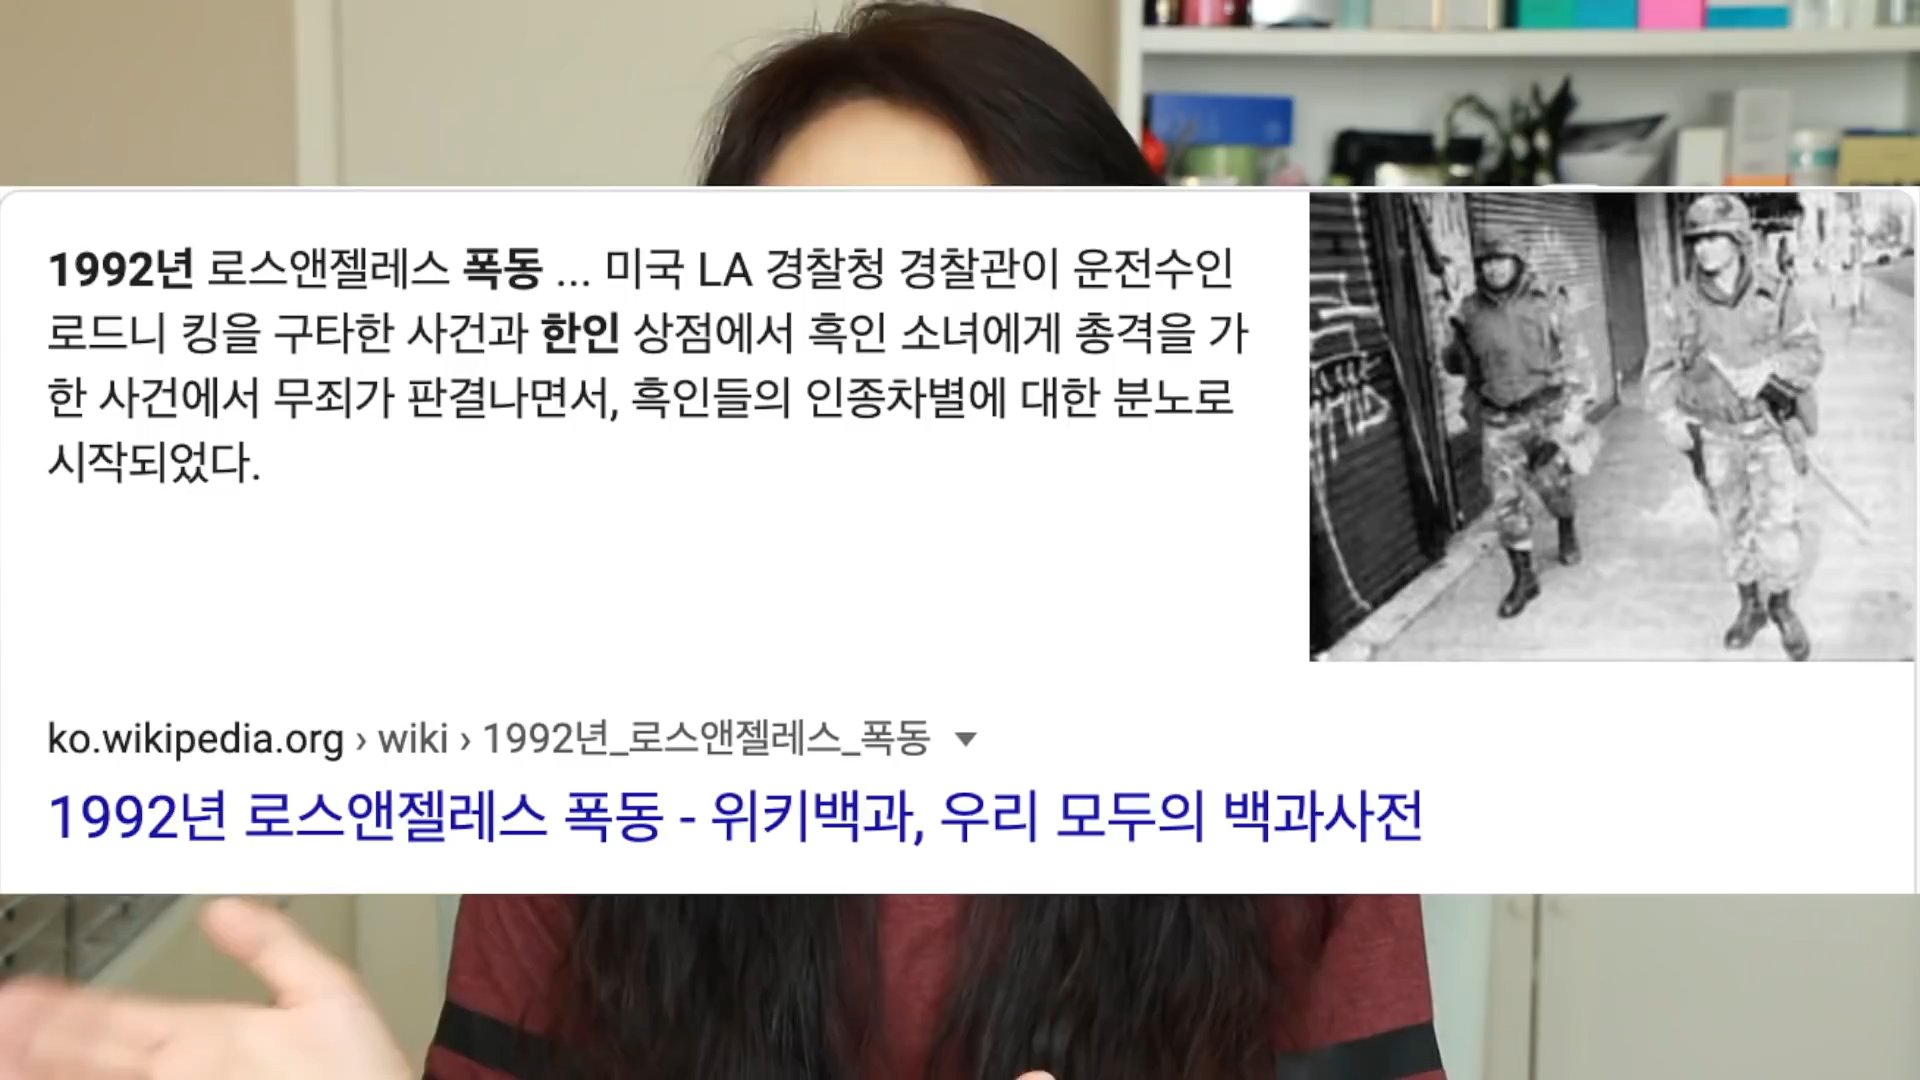 1992년 로스앤젤레스 폭동 ... 미국 LA 경찰청 경찰관이 운전수인
로드니 킹을 구타한 사건과 한인 상점에서 흑인 소녀에게 총격을 가
한 사건에서 무죄가 판결나면서, 흑인들의 인종차별에 대한 분노로
시작되었다.
ko.wikipedia.org › wiki › 1992년_로스앤젤레스_폭동
1992년 로스앤젤레스 폭동 - 위키백과, 우리 모두의 백과사전